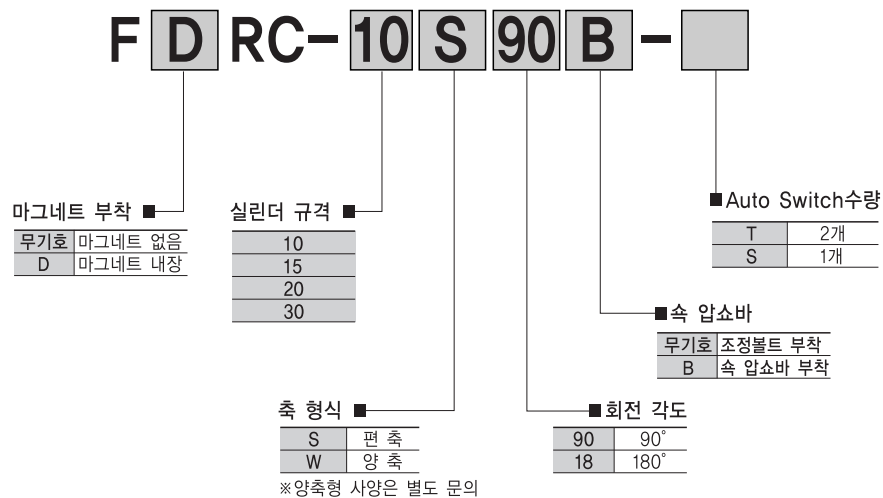 F D RC-10 S 90 B -
마그네트 부착 ■
무기호 마그네트 없음
D 마그네트 내장
실린더 규격 ■
10
15
20
30
■Auto Switch수량
T 2개
S 1개
■쇽 압쇼바
무기호 조정볼트 부착
B 쇽 압쇼바 부착
축 형식 ■
S 편 축
W 양 축
※양축형 사양은 별도 문의
■회전 각도
90 90°
18 180°